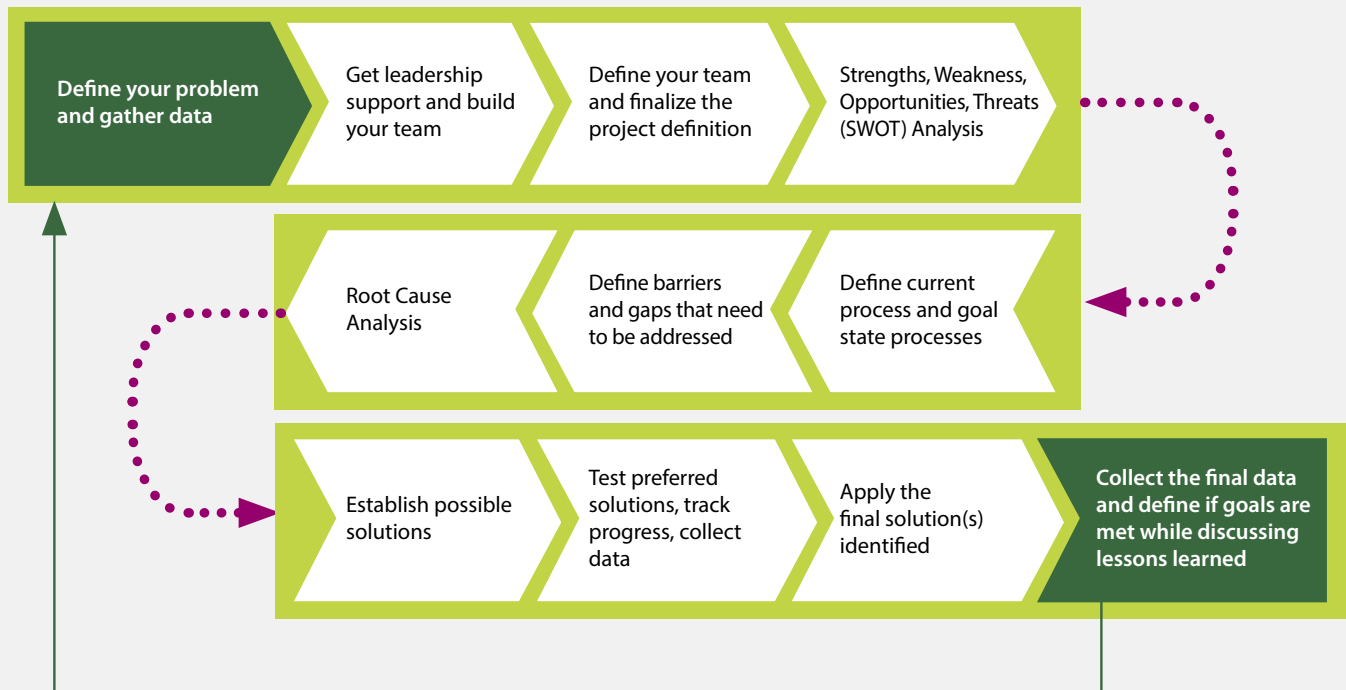 Define your problem
and gather data
Get leadership
support and build
your team
Define your team
and finalize the
project definition
Strengths, Weakness,
Opportunities, Threats
(SWOT) Analysis
Define current
process and goal
state processes
Define barriers
and gaps that need
to be addressed
Root Cause
Analysis
Establish possible
solutions
Test preferred
solutions, track
progress, collect
data
Apply the
final solution(s)
identified
Collect the final data
and define if goals are
met while discussing
lessons learned